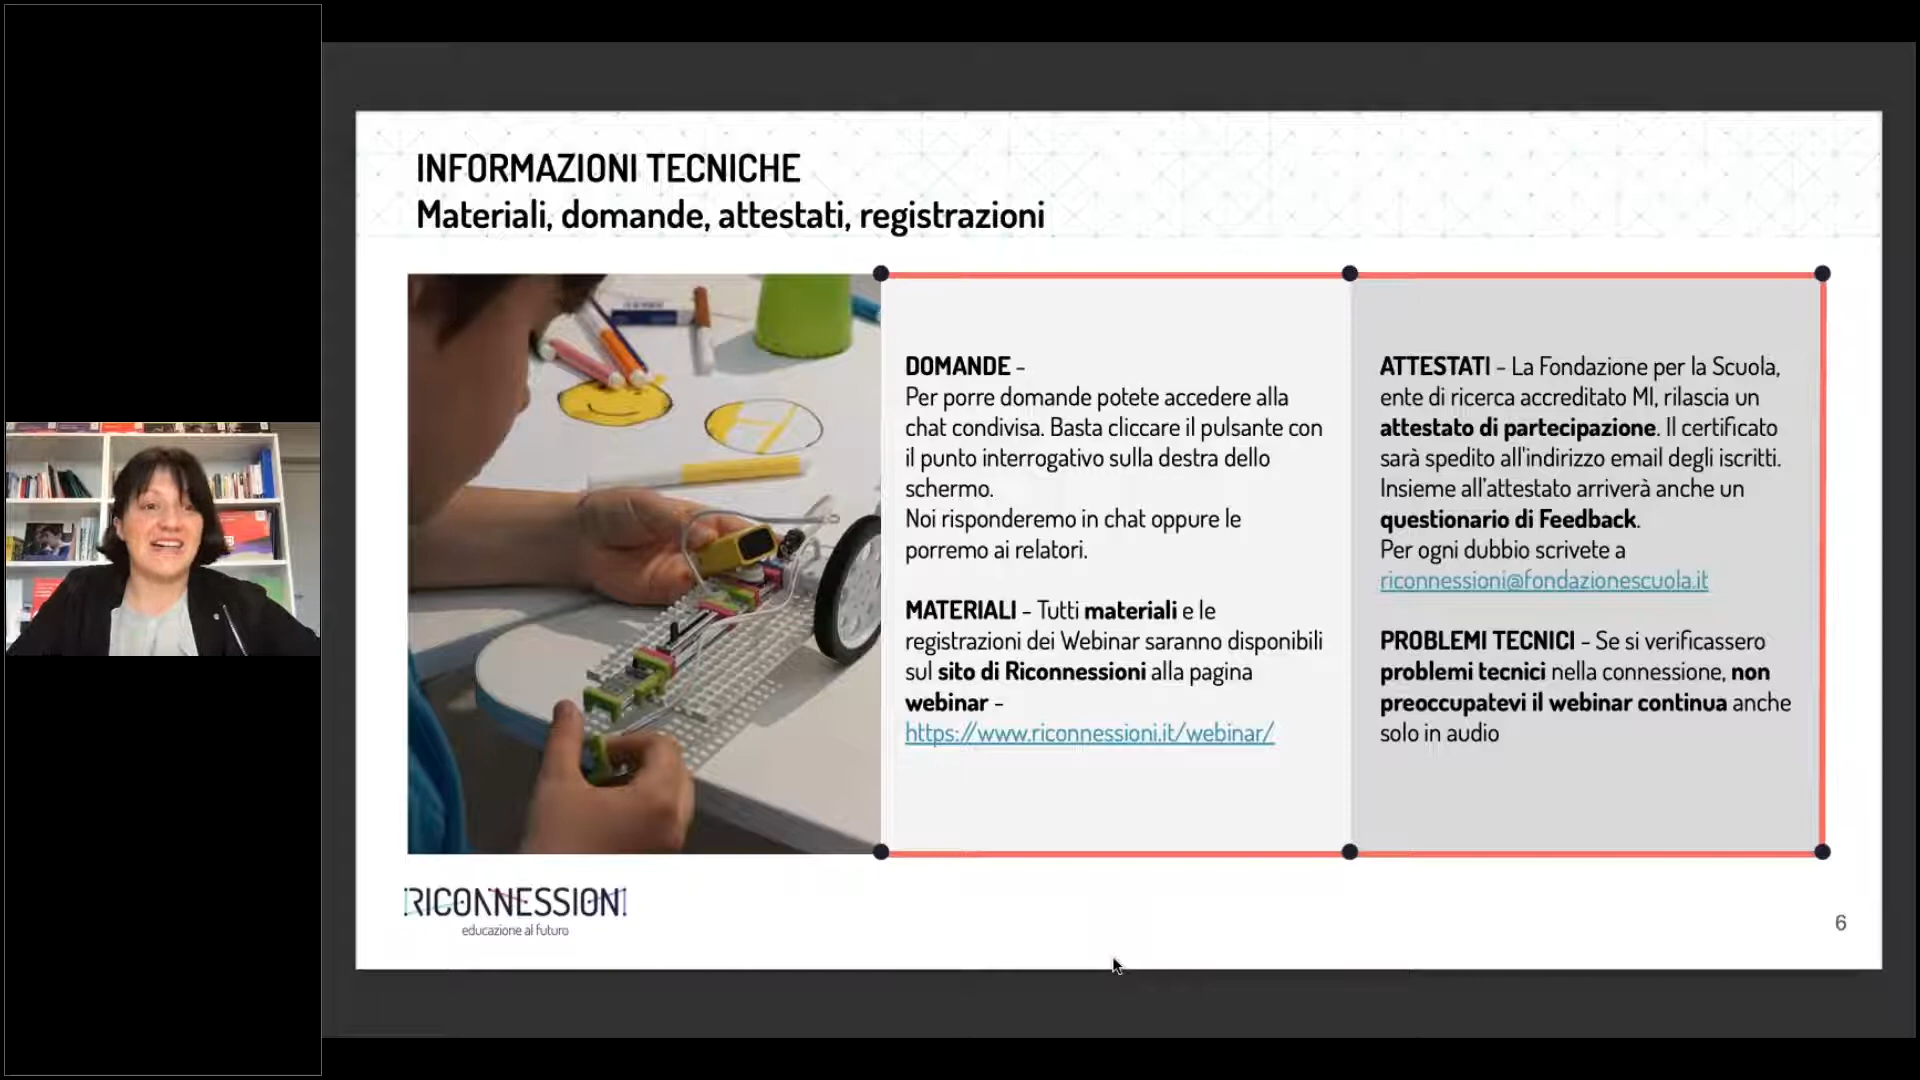 INFORMAZIONI TECNICHE
Materiali, domande, attestati, registrazioni
DOMANDE -
Per porre domande potete accedere alla
chat condivisa. Basta cliccare il pulsante con
il punto interrogativo sulla destra dello
schermo.
Noi risponderemo in chat oppure le
porremo ai relatori.
MATERIALI - Tutti materiali e le
registrazioni dei Webinar saranno disponibili
sul sito di Riconnessioni alla pagina
webinar -
https://www.riconnessioni.it/webinar/
ATTESTATI - La Fondazione per la Scuola,
ente di ricerca accreditato MI, rilascia un
attestato di partecipazione. Il certificato
sarà spedito all'indirizzo email degli iscritti.
Insieme all'attestato arriverà anche un
questionario di Feedback.
Per ogni dubbio scrivete a
riconnessioni@fondazionescuola.it
PROBLEMI TECNICI - Se si verificassero
problemi tecnici nella connessione, non
preoccupatevi il webinar continua anche
solo in audio
RICONNESSIONI
educazione al futuro
6